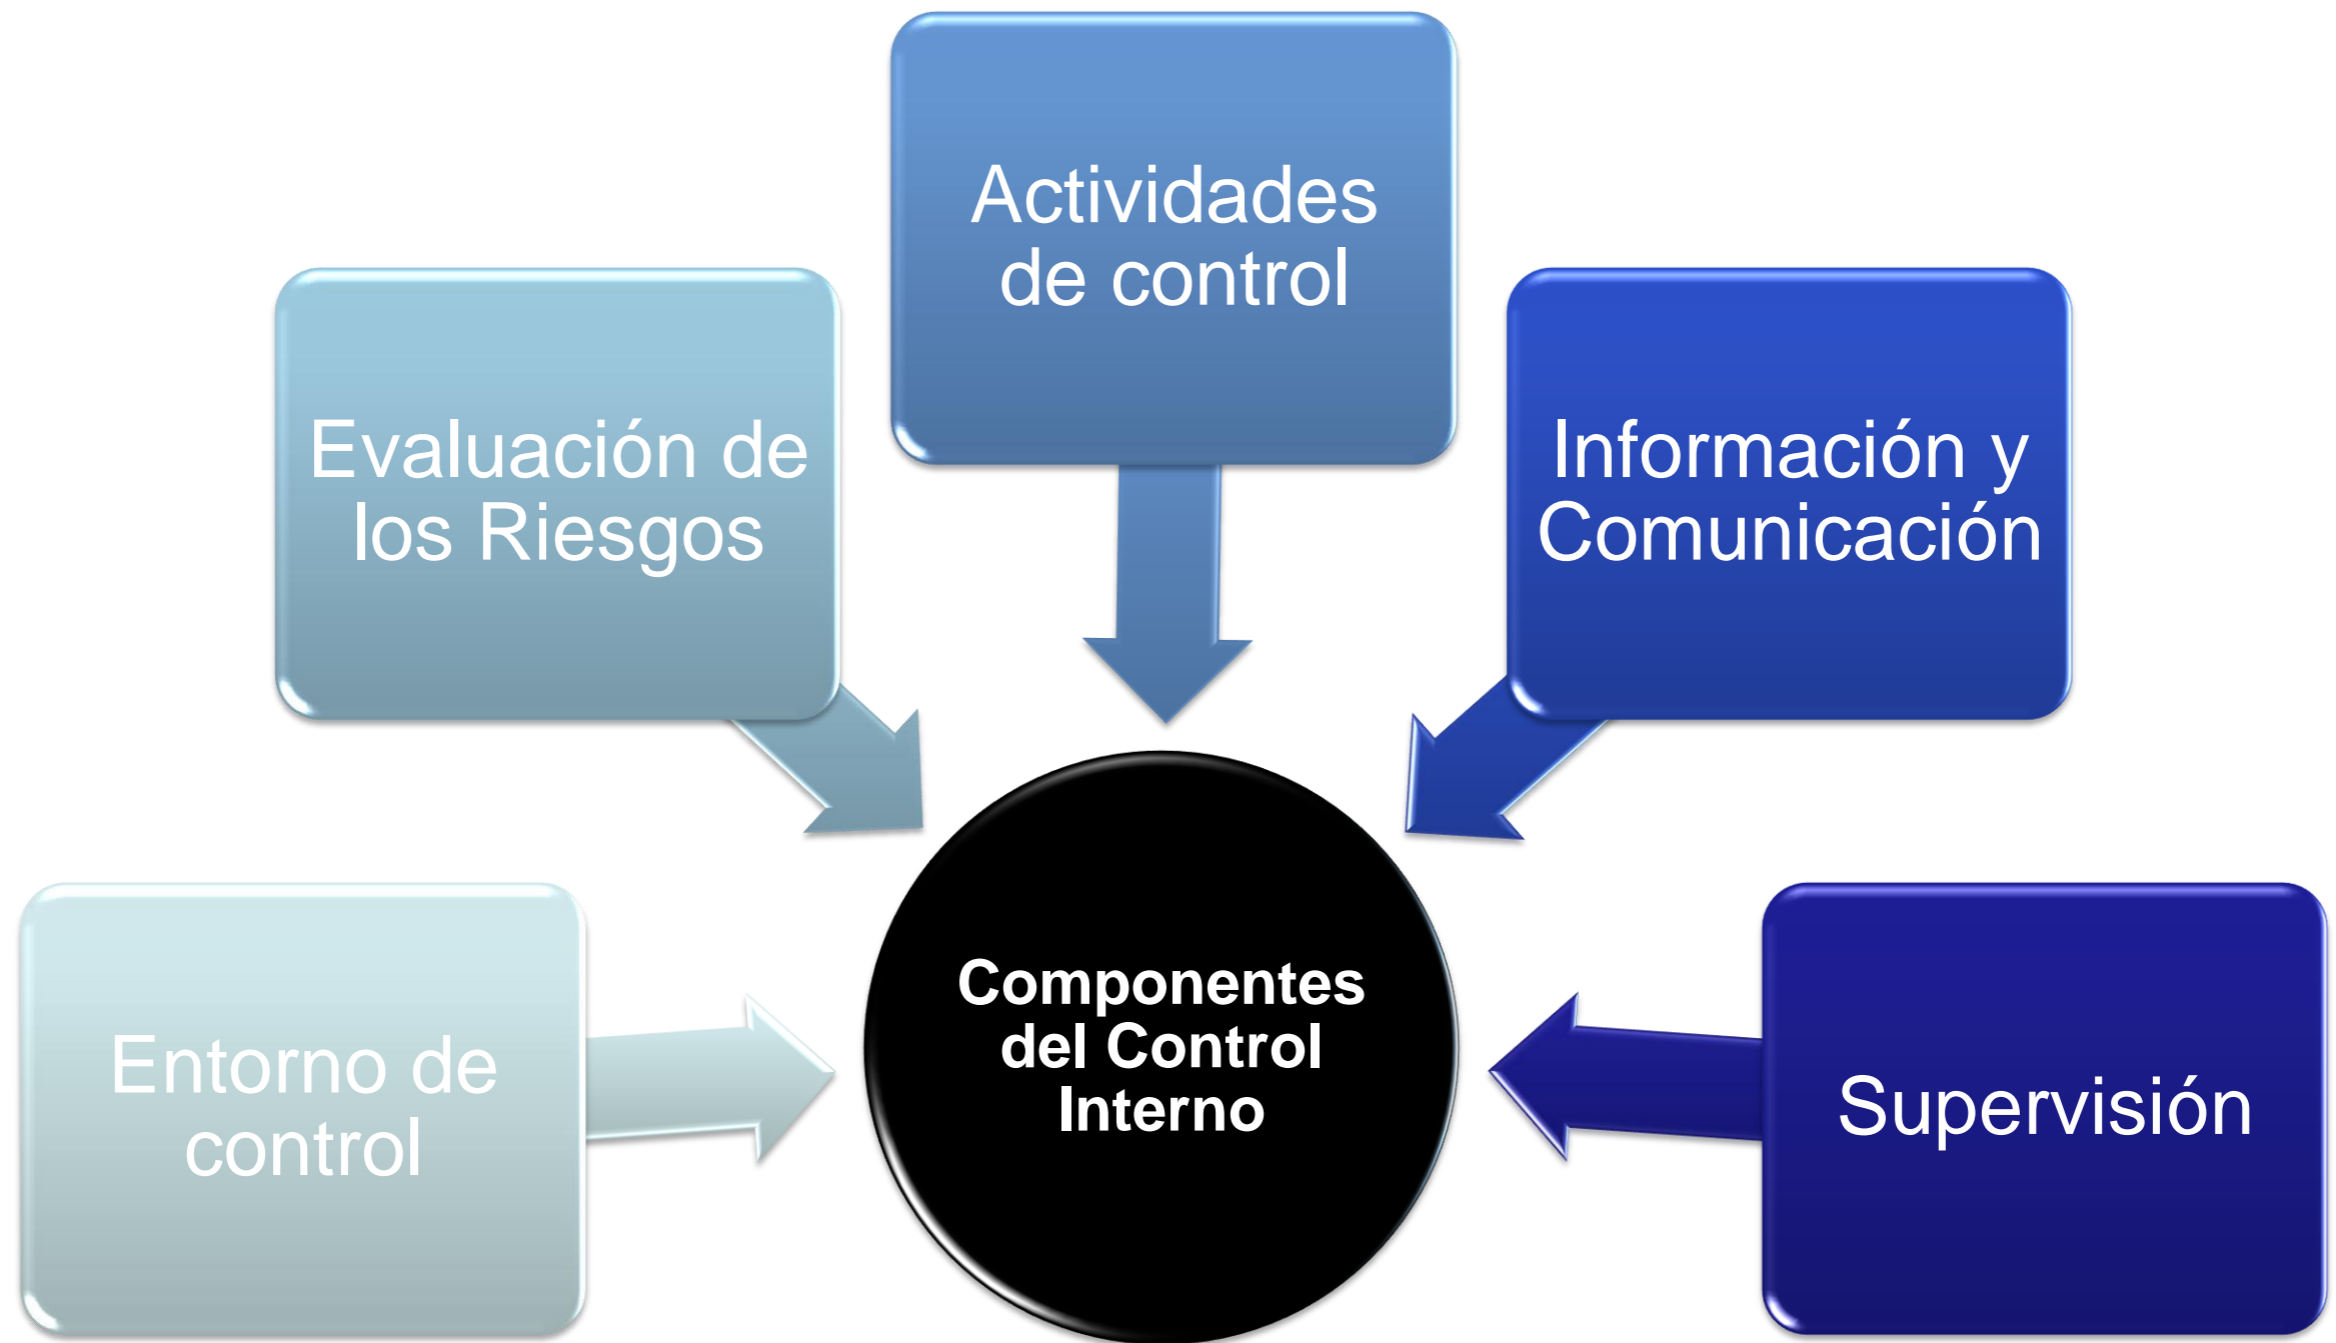 Actividades
de control
Evaluación de
los Riesgos
Información y
Comunicación
Entorno de
control
Componentes
del Control
Interno
Supervisión